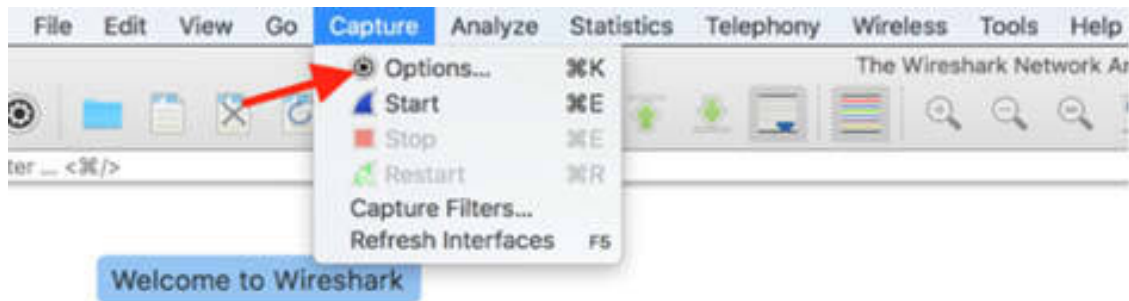 File Edit View Go Capture Analyze Statistics Telephony Wireless Tools Help
Options... ⌘K
The Wireshark Network An
Start ⌘E
Stop ⌘E
ter ... <⌘/>
Restart ⌘R
Capture Filters...
Refresh Interfaces F5
Welcome to Wireshark